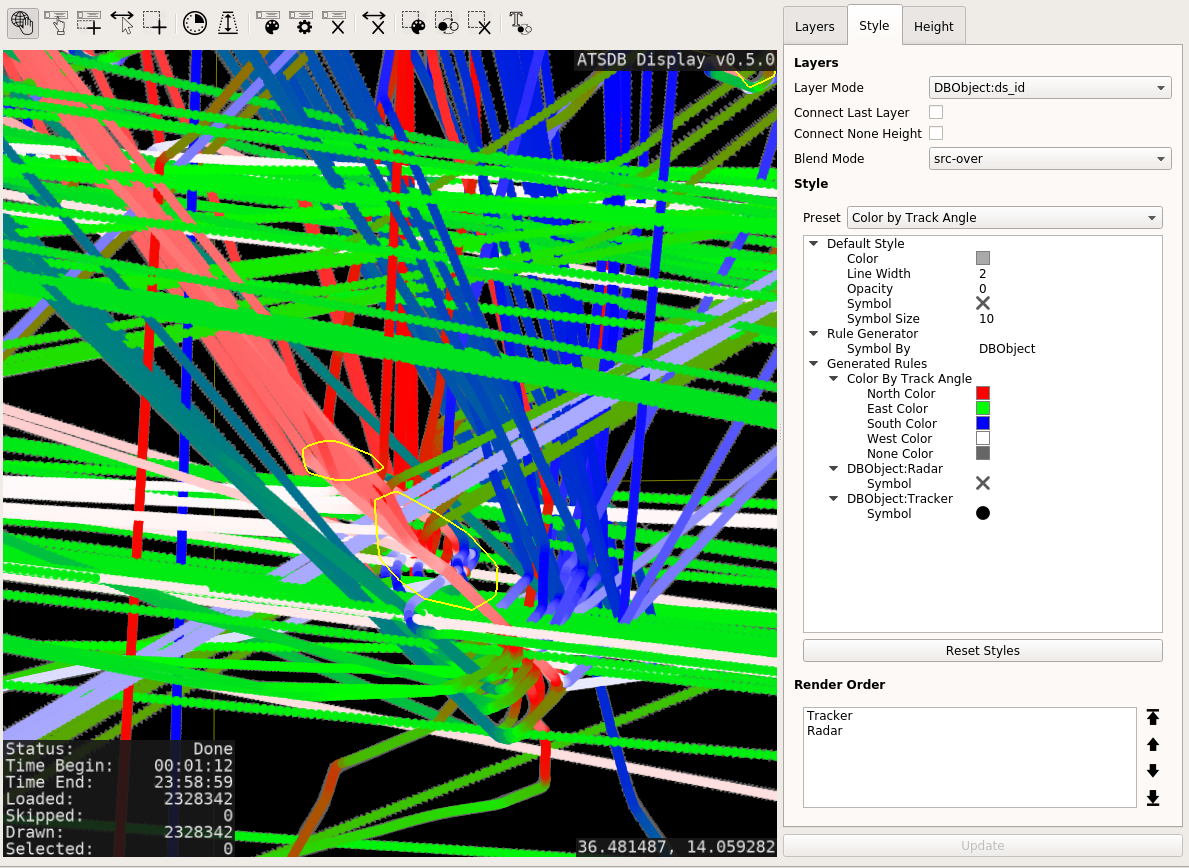 Layers Style Height
ATSDB Display v0.5.0
Layers
Layer Mode DBObject:ds_id
Connect Last Layer
Connect None Height
Blend Mode src-over
Style
Preset Color by Track Angle
Default Style
Color
Line Width 2
Opacity 0
Symbol
Symbol Size 10
Rule Generator
Symbol By DBObject
Generated Rules
Color By Track Angle
North Color
East Color
South Color
West Color
None Color
DBObject:Radar
Symbol
DBObject:Tracker
Symbol
Reset Styles
Render Order
Tracker
Radar
Status: Done
Time Begin: 00:01:12
Time End: 23:58:59
Loaded: 2328342
Skipped: 0
Drawn: 2328342
Selected: 0
36.481487, 14.059282
Update